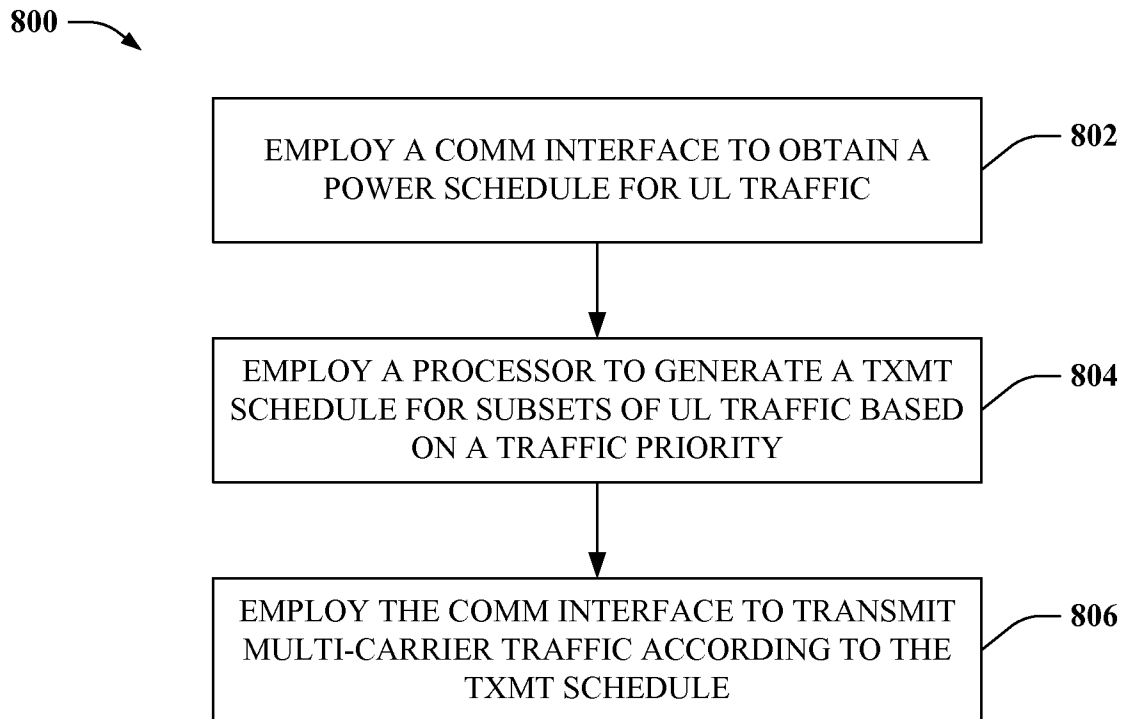 800
EMPLOY A COMM INTERFACE TO OBTAIN A
POWER SCHEDULE FOR UL TRAFFIC
802
EMPLOY A PROCESSOR TO GENERATE A TXMT
SCHEDULE FOR SUBSETS OF UL TRAFFIC BASED
ON A TRAFFIC PRIORITY
804
EMPLOY THE COMM INTERFACE TO TRANSMIT
MULTI-CARRIER TRAFFIC ACCORDING TO THE
TXMT SCHEDULE
806